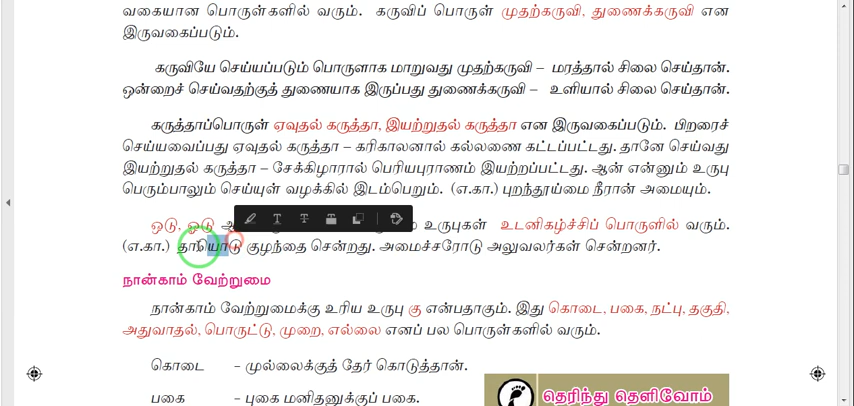 வகையான பொருள்களில் வரும். கருவிப் பொருள் முதற்கருவி, துணைக்கருவி என
இருவகைப்படும்.
கருவியே செய்யப்படும் பொருளாக மாறுவது முதற்கருவி – மரத்தால் சிலை செய்தான்.
ஒன்றைச் செய்வதற்குத் துணையாக இருப்பது துணைக்கருவி – உளியால் சிலை செய்தான்.
கருத்தாப்பொருள் ஏவுதல் கருத்தா, இயற்றுதல் கருத்தா என இருவகைப்படும். பிறரைச்
செய்யவைப்பது ஏவுதல் கருத்தா – கரிகாலனால் கல்லணை கட்டப்பட்டது. தானே செய்வது
இயற்றுதல் கருத்தா – சேக்கிழாரால் பெரியபுராணம் இயற்றப்பட்டது. ஆன் என்னும் உருபு
பெரும்பாலும் செய்யுள் வழக்கில் இடம்பெறும். (எ.கா.) புறந்தூய்மை நீரான் அமையும்.
ஒடு, ஓடு உருபுகள் உடனிகழ்ச்சிப் பொருளில் வரும்.
(எ.கா.) தாயொடு குழந்தை சென்றது. அமைச்சரோடு அலுவலர்கள் சென்றனர்.
நான்காம் வேற்றுமை
நான்காம் வேற்றுமைக்கு உரிய உருபு கு என்பதாகும். இது கொடை, பகை, நட்பு, தகுதி,
அதுவாதல், பொருட்டு, முறை, எல்லை எனப் பல பொருள்களில் வரும்.
கொடை – முல்லைக்குத் தேர் கொடுத்தான்.
பகை – புகை மனிதனுக்குப் பகை.
தெரிந்து தெளிவோம்